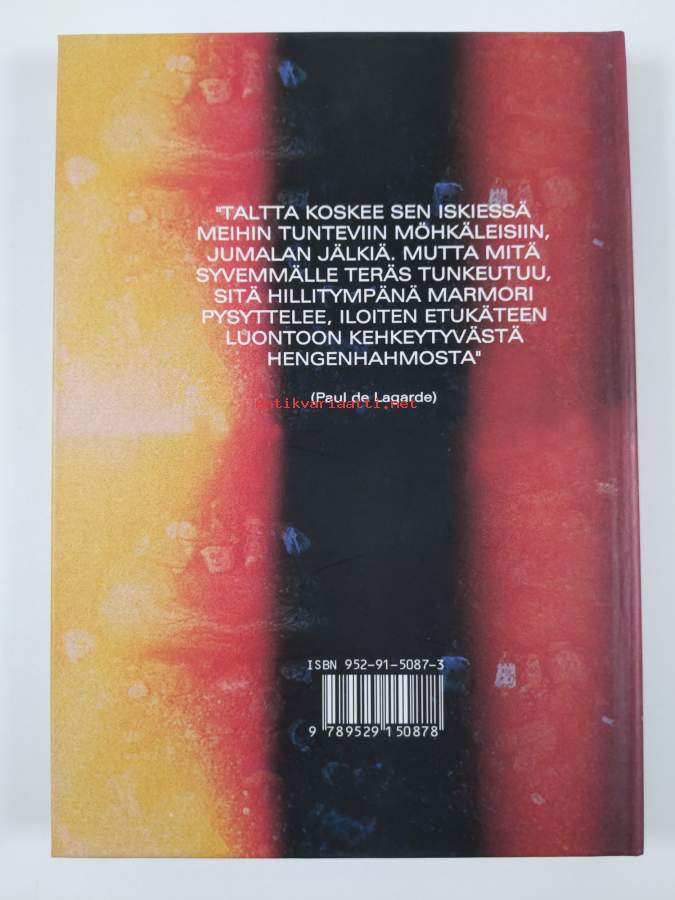 "TALTTA KOSKEE SEN ISKIESSÄ
MEIHIN TUNTEVIIN MÖHKÄLEISIIN,
JUMALAN JÄLKIÄ. MUTTA MITÄ
SYVEMMÄLLE TERÄS TUNKEUTUU,
SITÄ HILLITYMPÄNÄ MARMORI
PYSYTTELEE, ILOITEN ETUKÄTEEN
LUONTOON KEHKEYTYVÄSTÄ
HENGENHAHMOSTA"
(Paul de Lagarde)
antikvariaatti.net
ISBN 952-91-5087-3
9 789529 150878